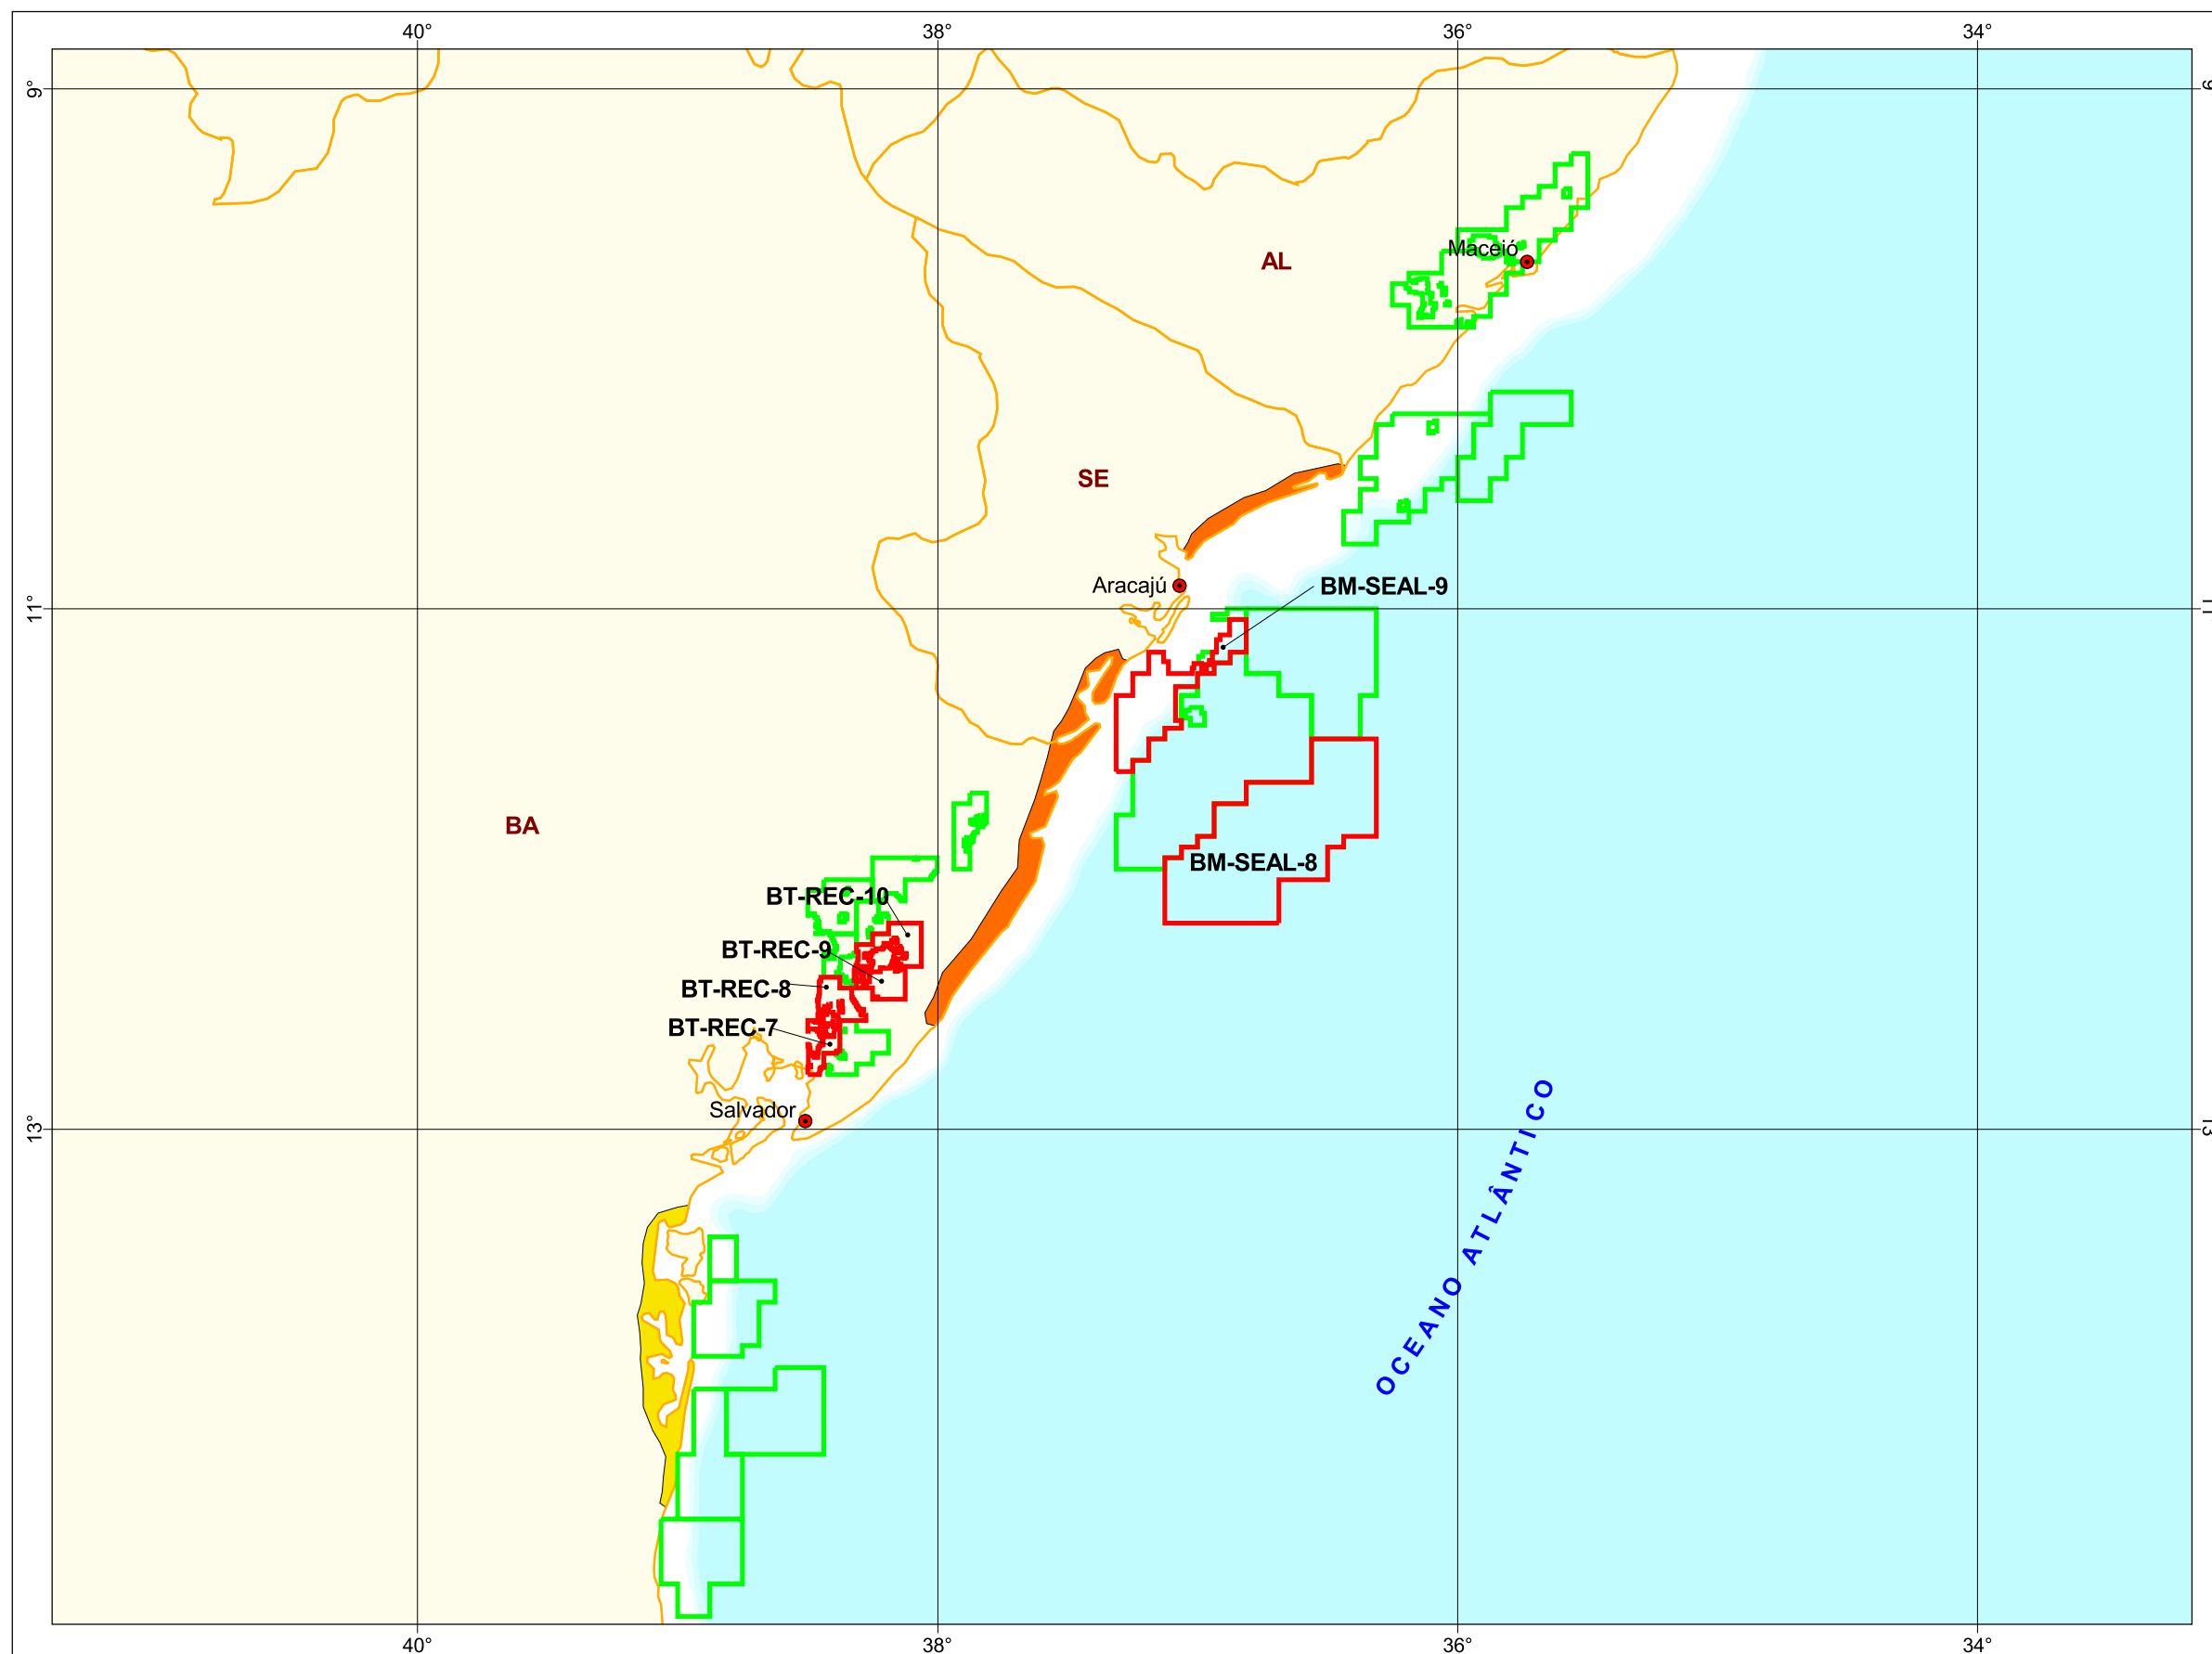 40° 38° 36° 34°
9°
Maceió
AL
SE
Aracajú
BM-SEAL-9
11°
BA
BM-SEAL-8
BT-REC-10
BT-REC-9
BT-REC-8
BT-REC-7
Salvador
13°
OCEANO ATLÂNTICO
40° 38° 36° 34°